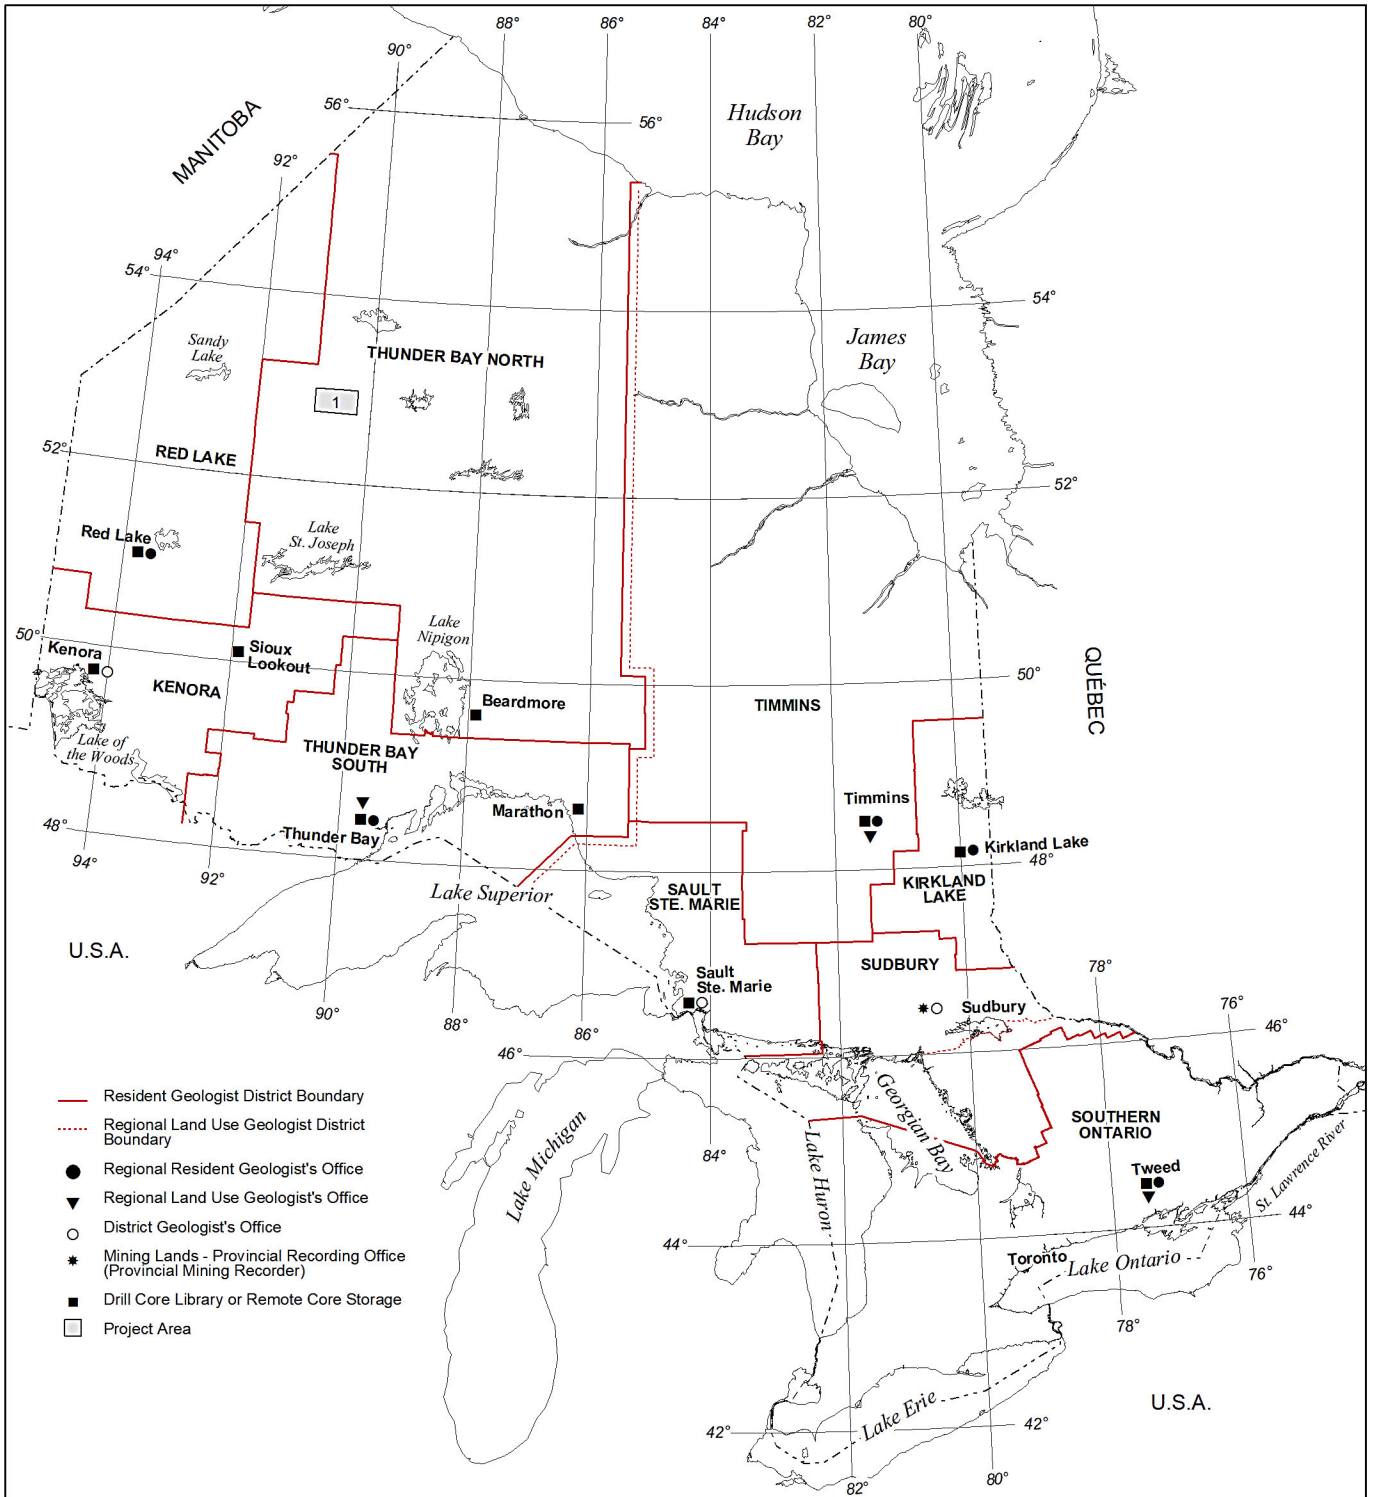 88°
86°
84°
82°
80°
90°
56°
56°
Hudson
Bay
MANITOBA
92°
94°
54°
54°
Sandy
Lake
THUNDER BAY NORTH
James
Bay
1
52°
RED LAKE
52°
Red Lake
Lake
St. Joseph
50°
Kenora
Sioux
Lookout
Lake
Nipigon
50°
QUÉBEC
KENORA
Beardmore
TIMMINS
Lake of
the Woods
THUNDER BAY
SOUTH
Marathon
Timmins
48°
Thunder Bay
Kirkland Lake
48°
94°
92°
Lake Superior
SAULT
STE. MARIE
KIRKLAND
LAKE
U.S.A.
SUDBURY
78°
Sault
Ste. Marie
Sudbury
76°
90°
88°
86°
46°
46°
Resident Geologist District Boundary
Regional Land Use Geologist District
Boundary
Regional Resident Geologist's Office
Regional Land Use Geologist's Office
District Geologist's Office
Mining Lands - Provincial Recording Office
(Provincial Mining Recorder)
Drill Core Library or Remote Core Storage
Project Area
Lake Michigan
84°
Lake Huron
Georgian Bay
SOUTHERN
ONTARIO
Tweed
St. Lawrence River
44°
44°
Toronto
Lake Ontario
76°
78°
Lake Erie
U.S.A.
42°
42°
82°
80°